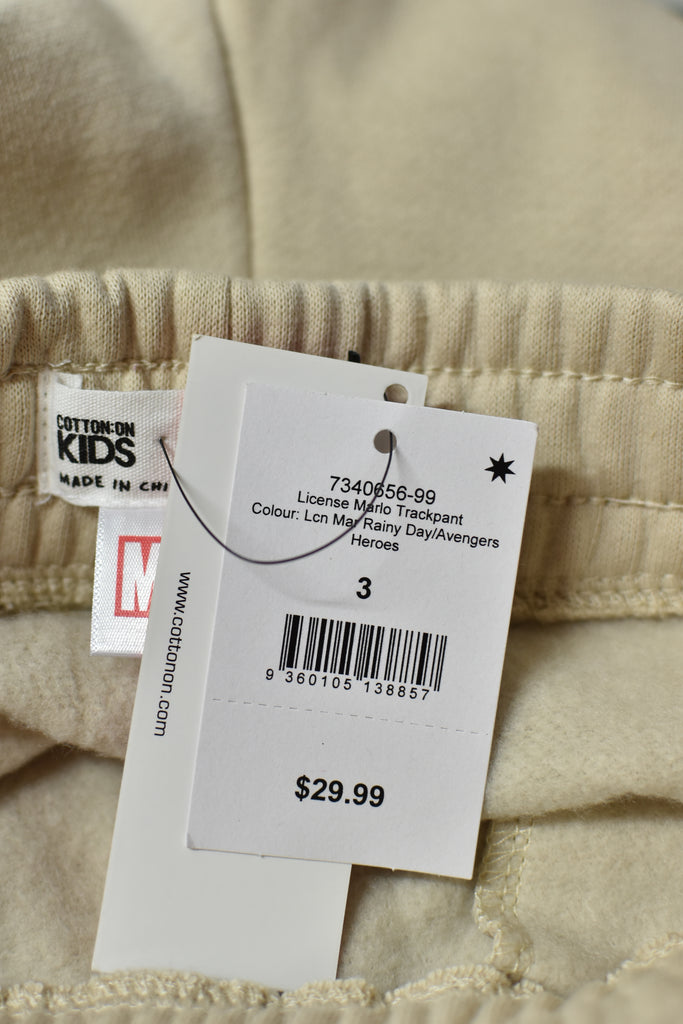 COTTON:ON
KIDS
MADE IN CHI
M
www.cottonon.com
7340656-99
License Marlo Trackpant
Colour: Lcn Mar Rainy Day/Avengers
Heroes
3
9 360105 138857
$29.99